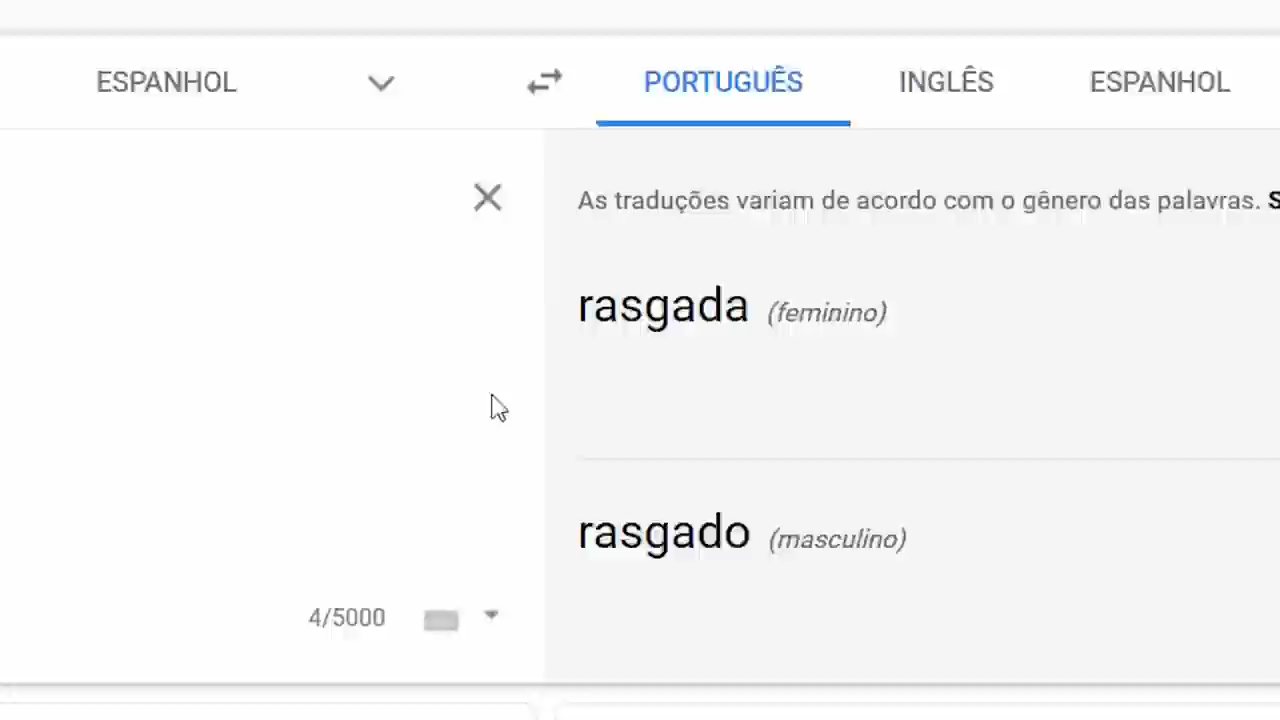 ESPANHOL PORTUGUÊS INGLÊS ESPANHOL
As traduções variam de acordo com o gênero das palavras.
rasgada (feminino)
rasgado (masculino)
4/5000